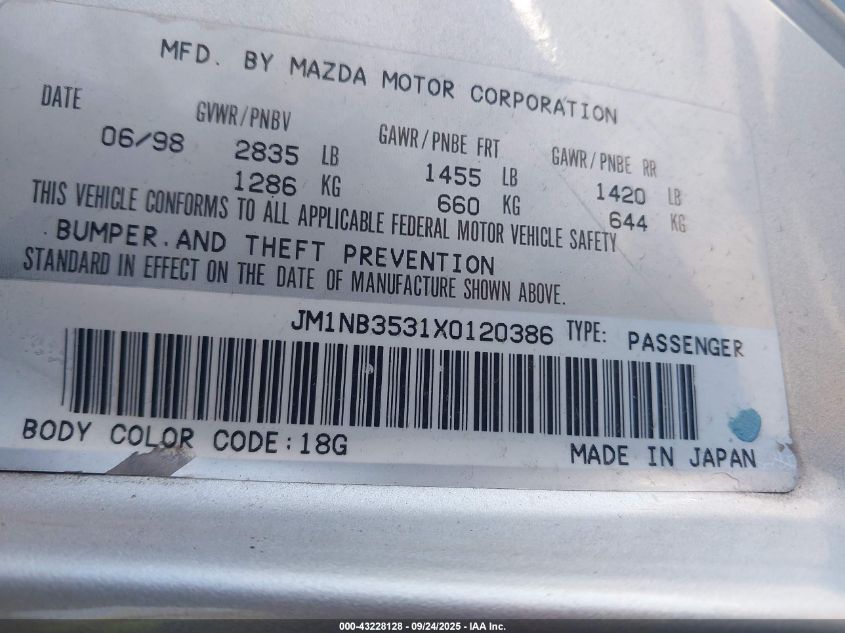 MFD. BY MAZDA MOTOR CORPORATION
DATE GVWR/PNBV GAWR/PNBE FRT GAWR/PNBE RR
06/98 2835 LB 1455 LB 1420 LB
1286 KG 660 KG 644 KG
THIS VEHICLE CONFORMS TO ALL APPLICABLE FEDERAL MOTOR VEHICLE SAFETY
BUMPER.AND THEFT PREVENTION
STANDARD IN EFFECT ON THE DATE OF MANUFACTURE SHOWN ABOVE.
JM1NB3531X0120386 TYPE: PASSENGER
BODY COLOR CODE:18G MADE IN JAPAN
000-43228128 - 09/24/2025 - IAA Inc.